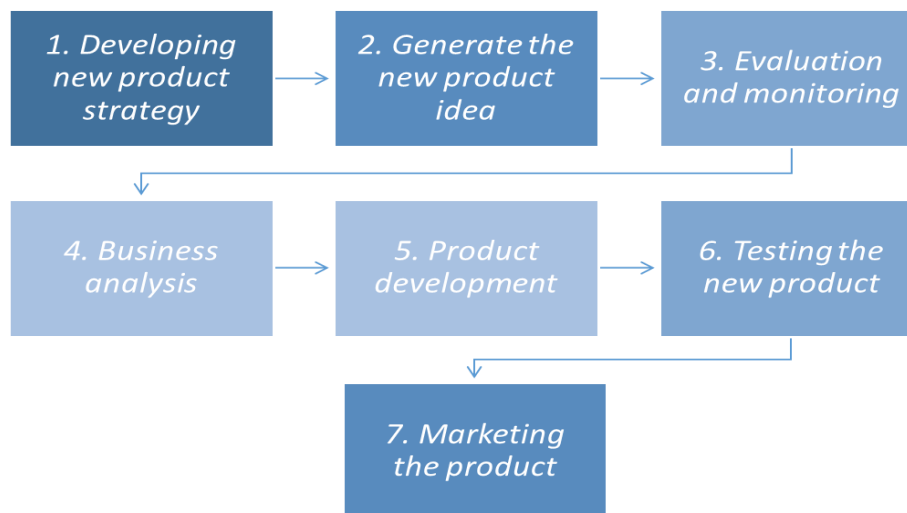 1. Developing
new product
strategy
2. Generate the
new product
idea
3. Evaluation
and monitoring
4. Business
analysis
5. Product
development
6. Testing the
new product
7. Marketing
the product